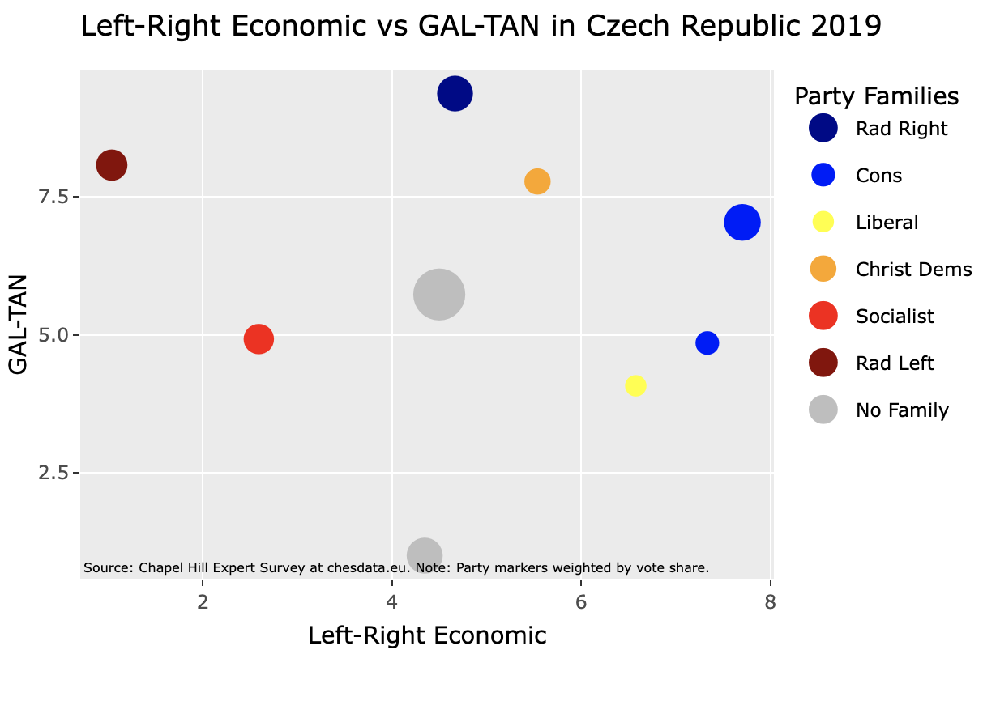 Left-Right Economic vs GAL-TAN in Czech Republic 2019
Party Families
Rad Right
Cons
Liberal
Christ Dems
Socialist
Rad Left
No Family
GAL-TAN
7.5
5.0
2.5
Source: Chapel Hill Expert Survey at chesdata.eu. Note: Party markers weighted by vote share.
2 4 6 8
Left-Right Economic